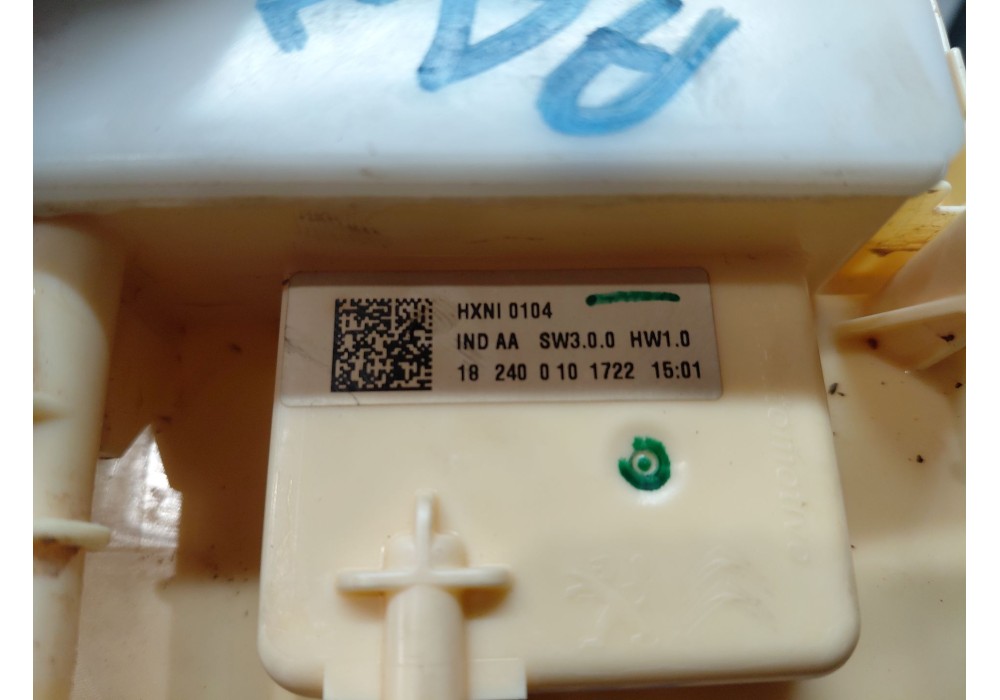 HXNI 0104
IND AA SW3.0.0 HW1.0
18 240 0 10 1722 15:01